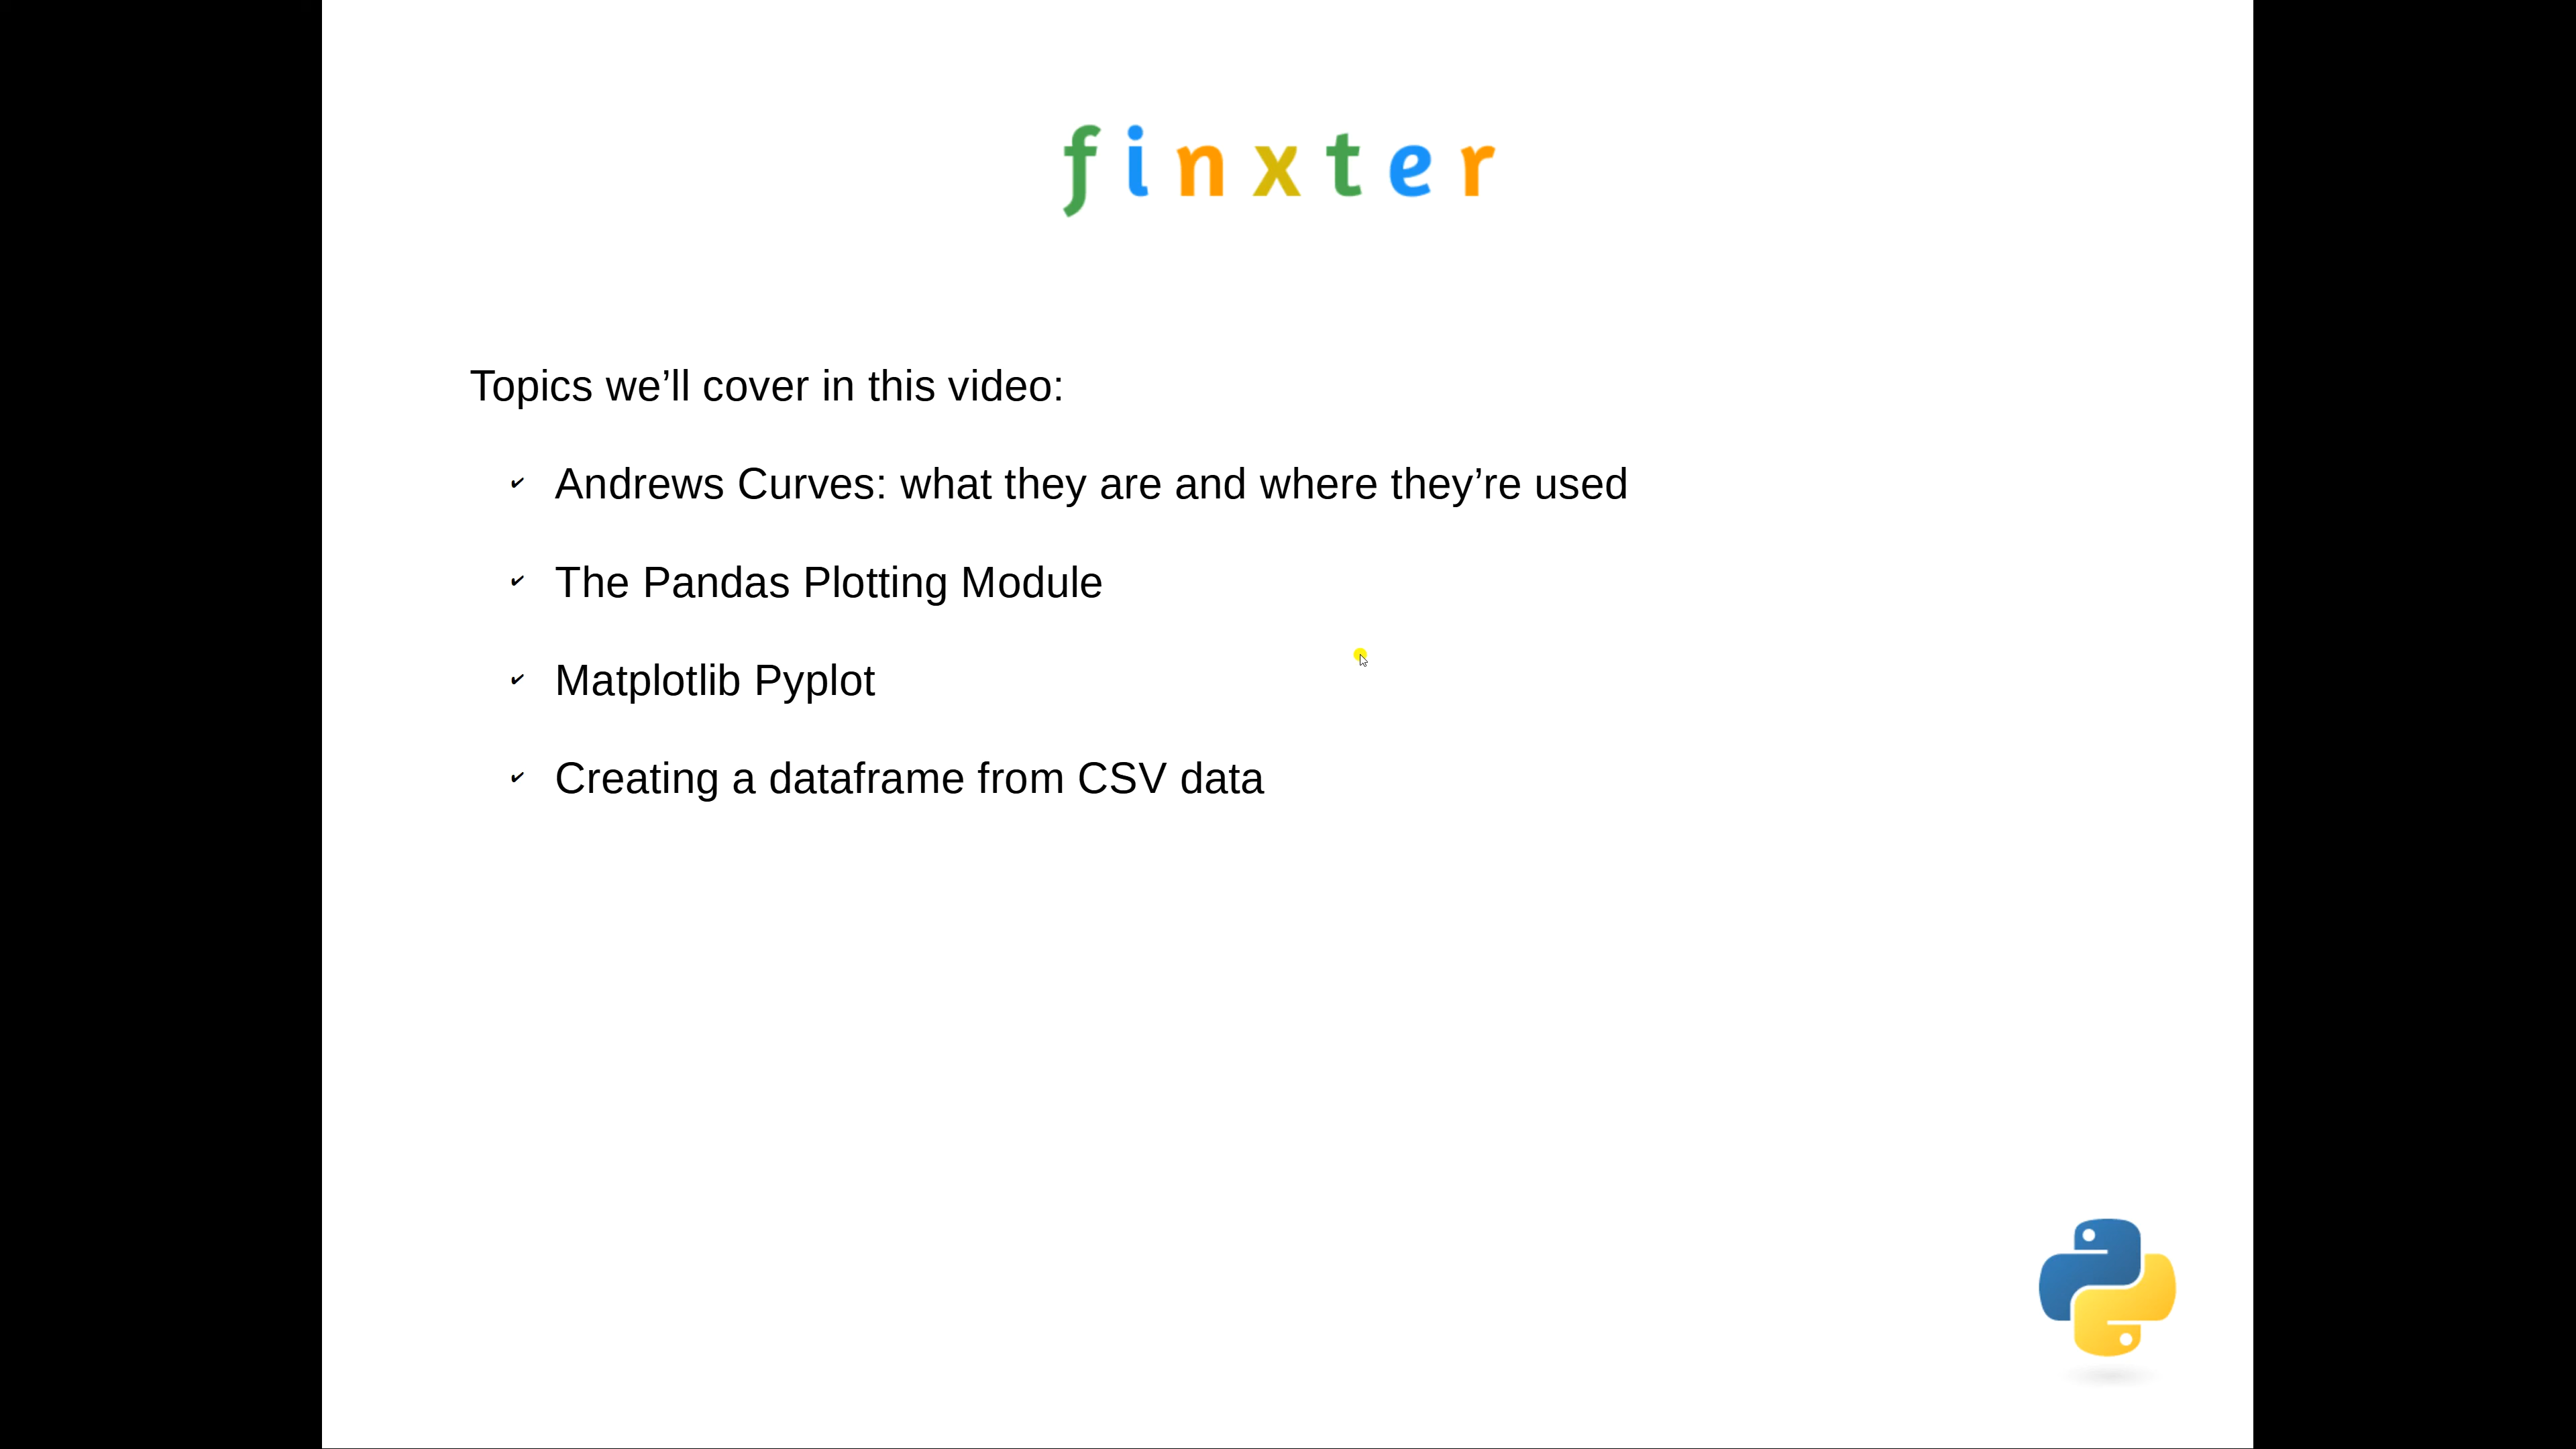 finxter
Topics we’ll cover in this video:
✔ Andrews Curves: what they are and where they’re used
✔ The Pandas Plotting Module
✔ Matplotlib Pyplot
✔ Creating a dataframe from CSV data